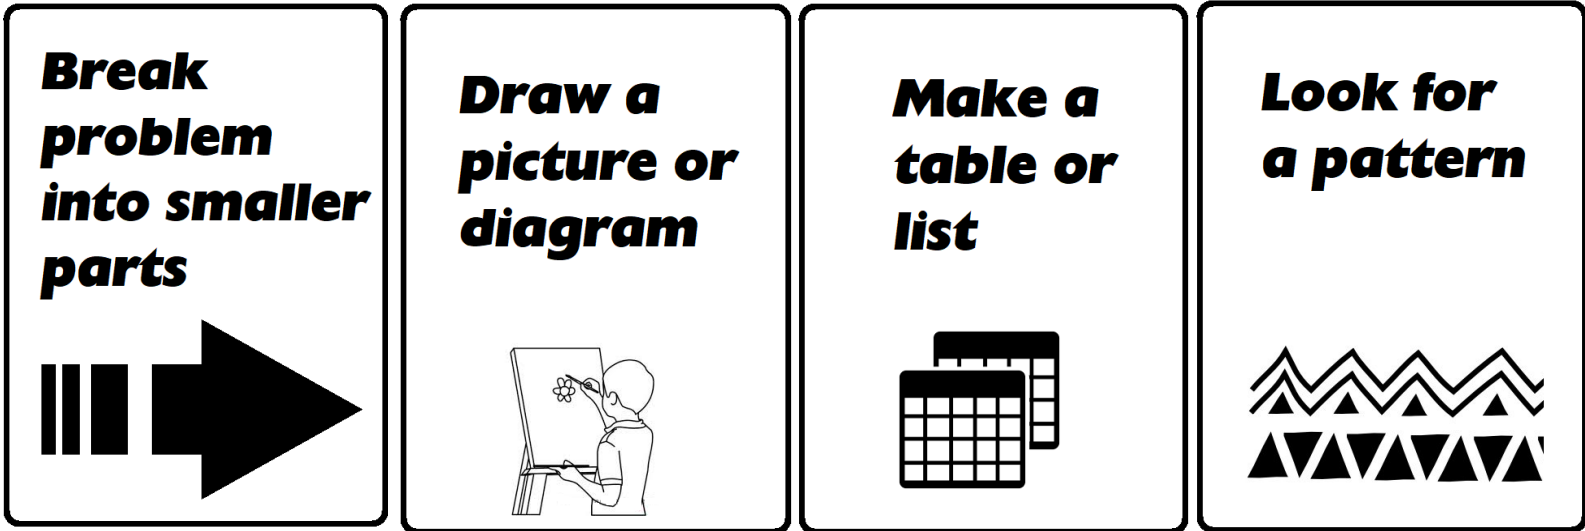 Break
problem
into smaller
parts
Draw a
picture or
diagram
Make a
table or
list
Look for
a pattern